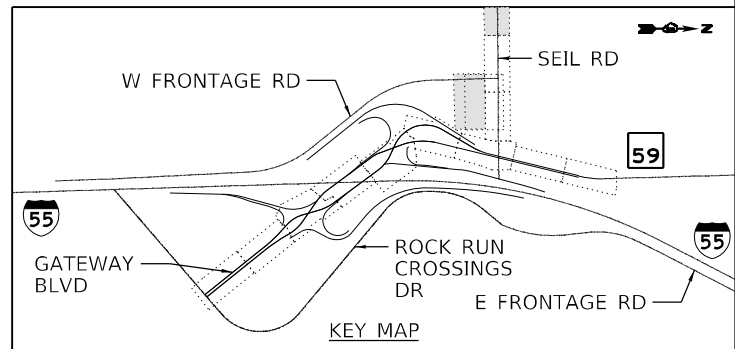 Z
SEIL RD
W FRONTAGE RD
59
55
55
GATEWAY
BLVD
ROCK RUN
CROSSINGS
DR
E FRONTAGE RD
KEY MAP